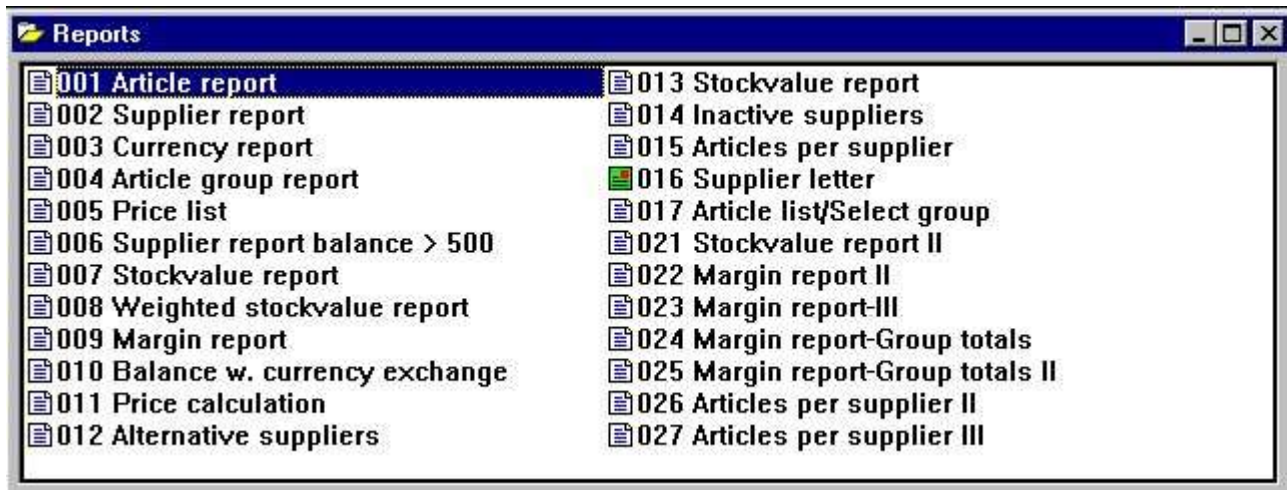 Reports
001 Article report
002 Supplier report
003 Currency report
004 Article group report
005 Price list
006 Supplier report balance > 500
007 Stockvalue report
008 Weighted stockvalue report
009 Margin report
010 Balance w. currency exchange
011 Price calculation
012 Alternative suppliers
013 Stockvalue report
014 Inactive suppliers
015 Articles per supplier
016 Supplier letter
017 Article list/Select group
021 Stockvalue report II
022 Margin report II
023 Margin report-III
024 Margin report-Group totals
025 Margin report-Group totals II
026 Articles per supplier II
027 Articles per supplier III